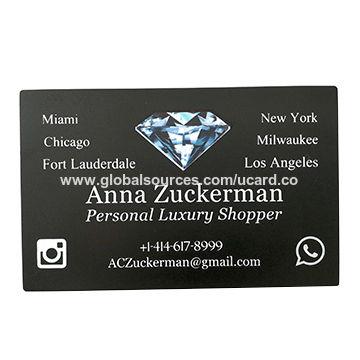 Miami
New York
Chicago
Milwaukee
Fort Lauderdale
Los Angeles
www.globalsources.com/ucard.co
Anna Zuckerman
Personal Luxury Shopper
+1-414-617-8999
ACZuckerman@gmail.com